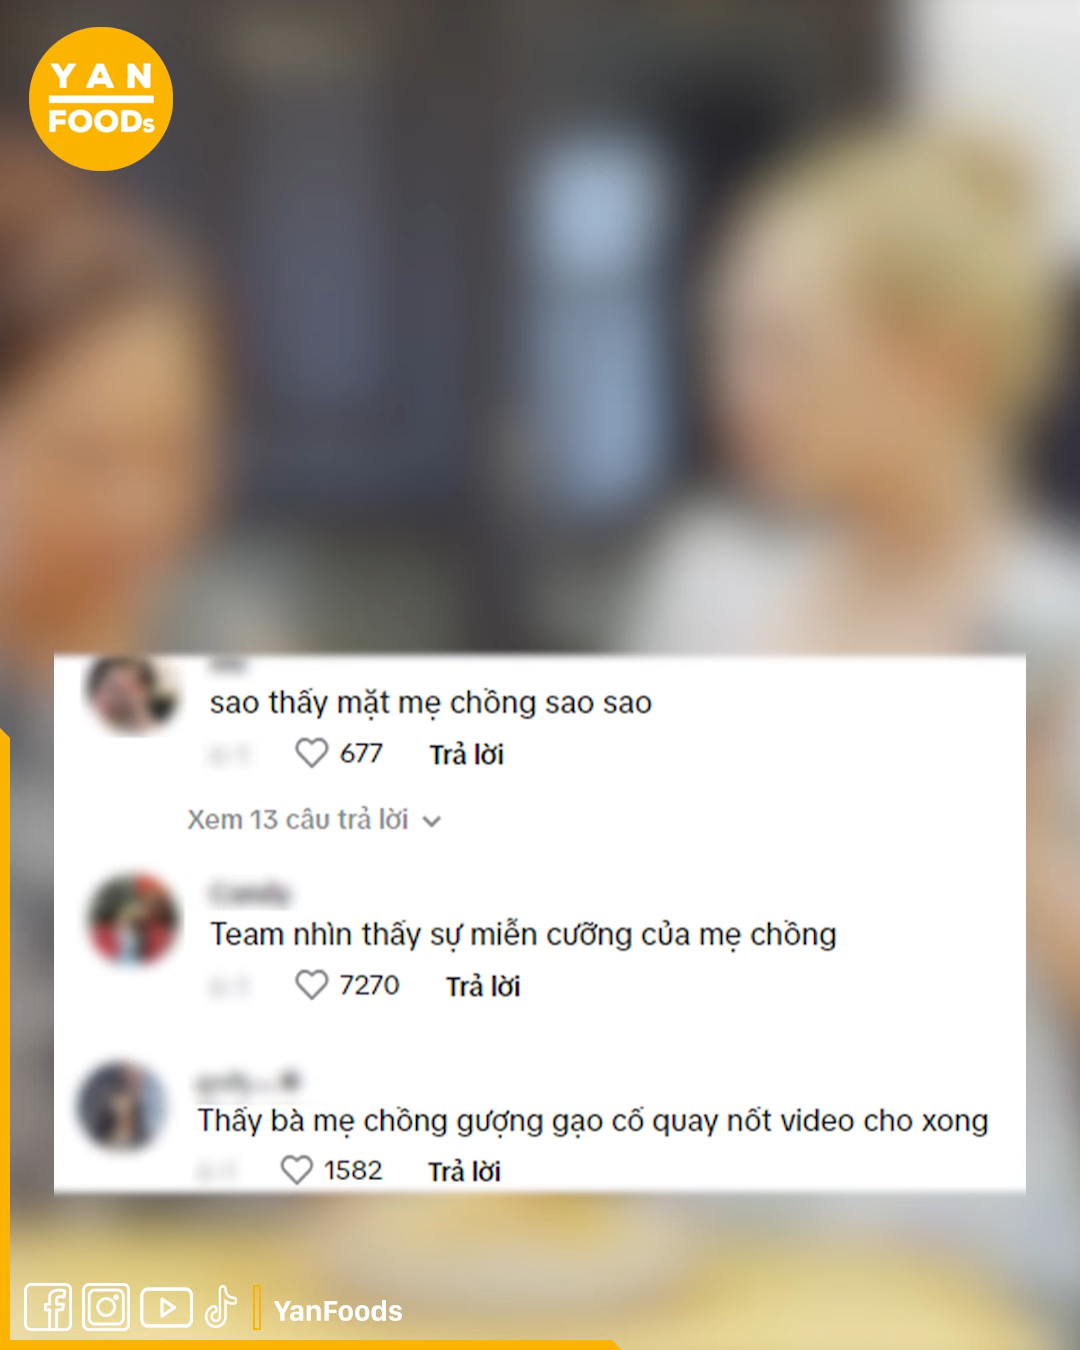 YAN
FOODs
sao thấy mặt mẹ chồng sao sao
677 Trả lời
Xem 13 câu trả lời
Team nhìn thấy sự miễn cưỡng của mẹ chồng
7270 Trả lời
Thấy bà mẹ chồng gượng gạo cố quay nốt video cho xong
1582 Trả lời
YanFoods